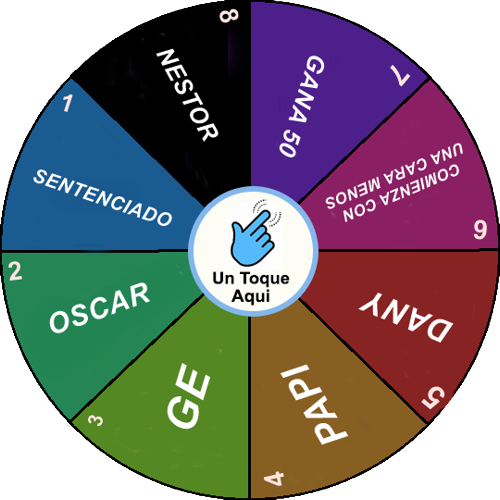 1
SENTENCIADO
2
OSCAR
3
GE
4
PAPI
5
DANY
6
COMIENZA CON
UNA CARA MENOS
7
GANA 50
8
NESTOR
Un Toque
Aqui